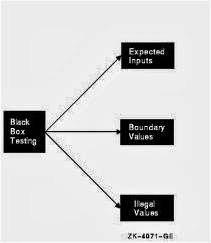 Expected
Inputs
Black
Box
Testing
Boundary
Values
Illegal
Values
ZK-4071-GE